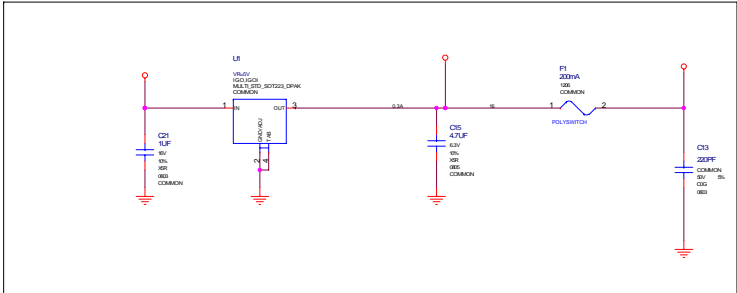 U1
VR=5V
IGO,IGOI
MULTI_STD_SOT223_DPAK
COMMON
1
IN
OUT
3
GND/ADJ
TAB
2
4
C21
1UF
16V
10%
X5R
0603
COMMON
0.3A
16
C15
4.7UF
6.3V
10%
X5R
0805
COMMON
F1
200mA
1206
COMMON
1
2
POLYSWITCH
C13
220PF
COMMON
50V 5%
C0G
0603